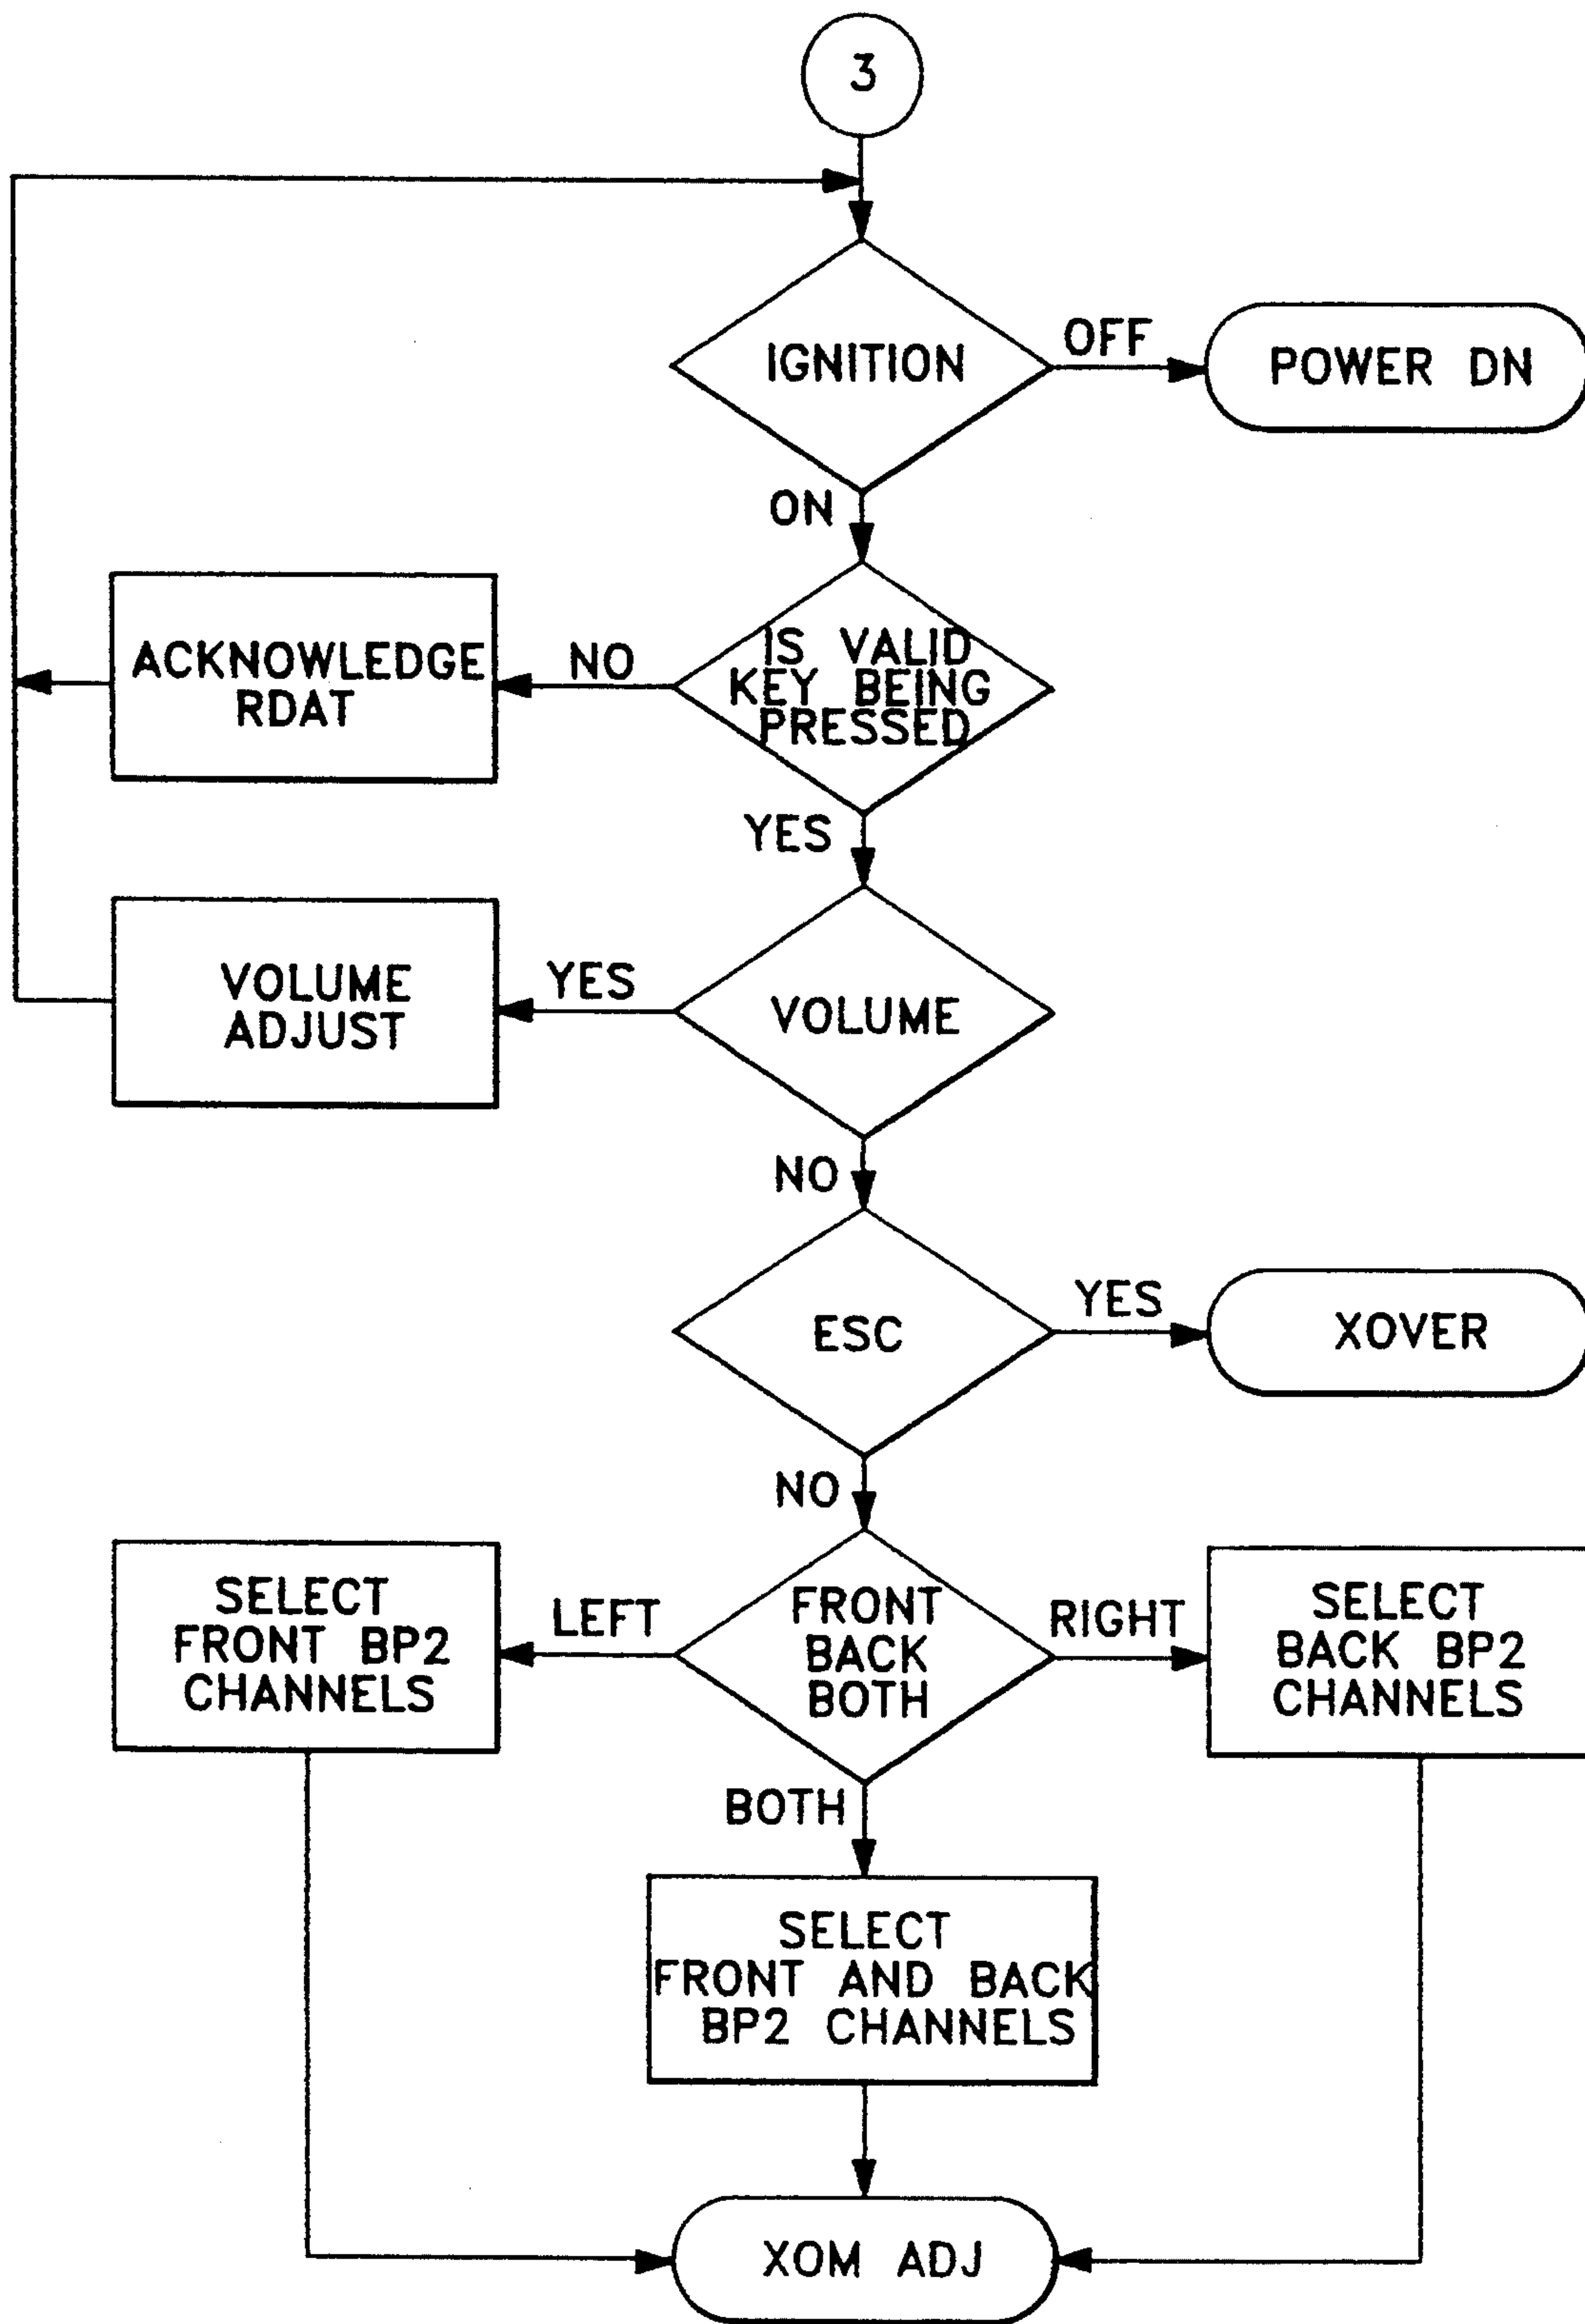 3
IGNITION
OFF
POWER DN
ON
ACKNOWLEDGE
RDAT
NO
IS VALID
KEY BEING
PRESSED
YES
VOLUME
ADJUST
YES
VOLUME
NO
ESC
YES
XOVER
NO
SELECT
FRONT BP2
CHANNELS
LEFT
FRONT
BACK
BOTH
RIGHT
SELECT
BACK BP2
CHANNELS
BOTH
SELECT
FRONT AND BACK
BP2 CHANNELS
XOM ADJ